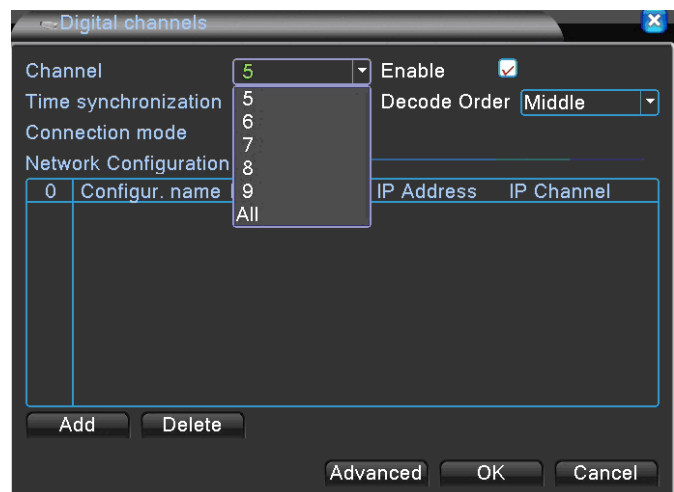 Digital channels
Channel 5 Enable
Time synchronization 5 Decode Order Middle
Connection mode 6
7
Network Configuration 8
0 Configur. name 9 IP Address IP Channel
All
Add Delete
Advanced OK Cancel